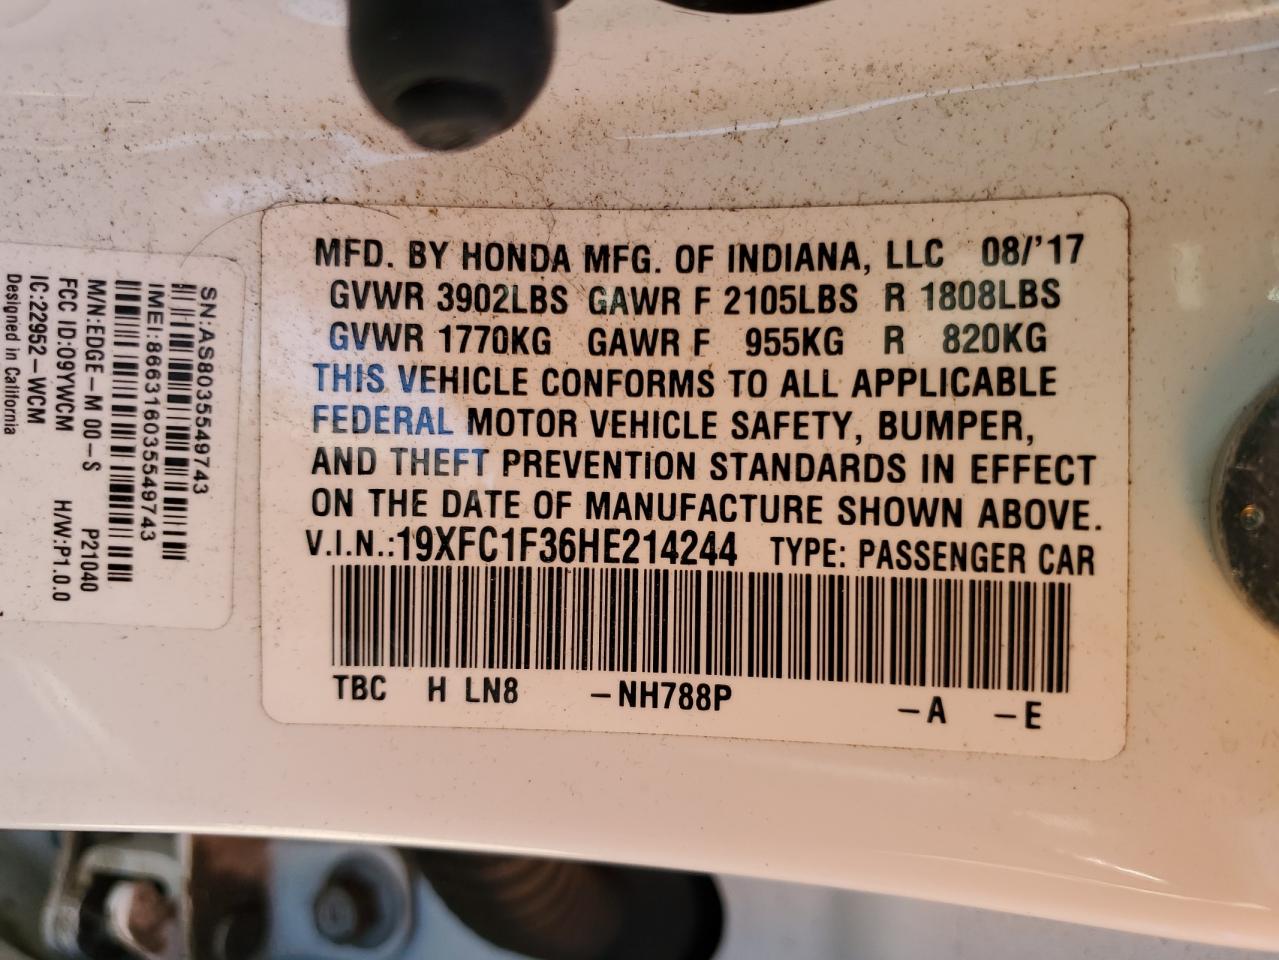 MFD. BY HONDA MFG. OF INDIANA, LLC 08/'17
GVWR 3902LBS GAWR F 2105LBS R 1808LBS
GVWR 1770KG GAWR F 955KG R 820KG
THIS VEHICLE CONFORMS TO ALL APPLICABLE
FEDERAL MOTOR VEHICLE SAFETY, BUMPER,
AND THEFT PREVENTION STANDARDS IN EFFECT
ON THE DATE OF MANUFACTURE SHOWN ABOVE.
V.I.N.:19XFC1F36HE214244 TYPE: PASSENGER CAR
TBC H LN8 -NH788P -A -E
SN:AS8035549743
IMEI:866316035549743
M/N:EDGE-M 00-S P21040
FCC ID:O9YWCM H/W:P1.0.0
IC:22952-WCM
Designed in California